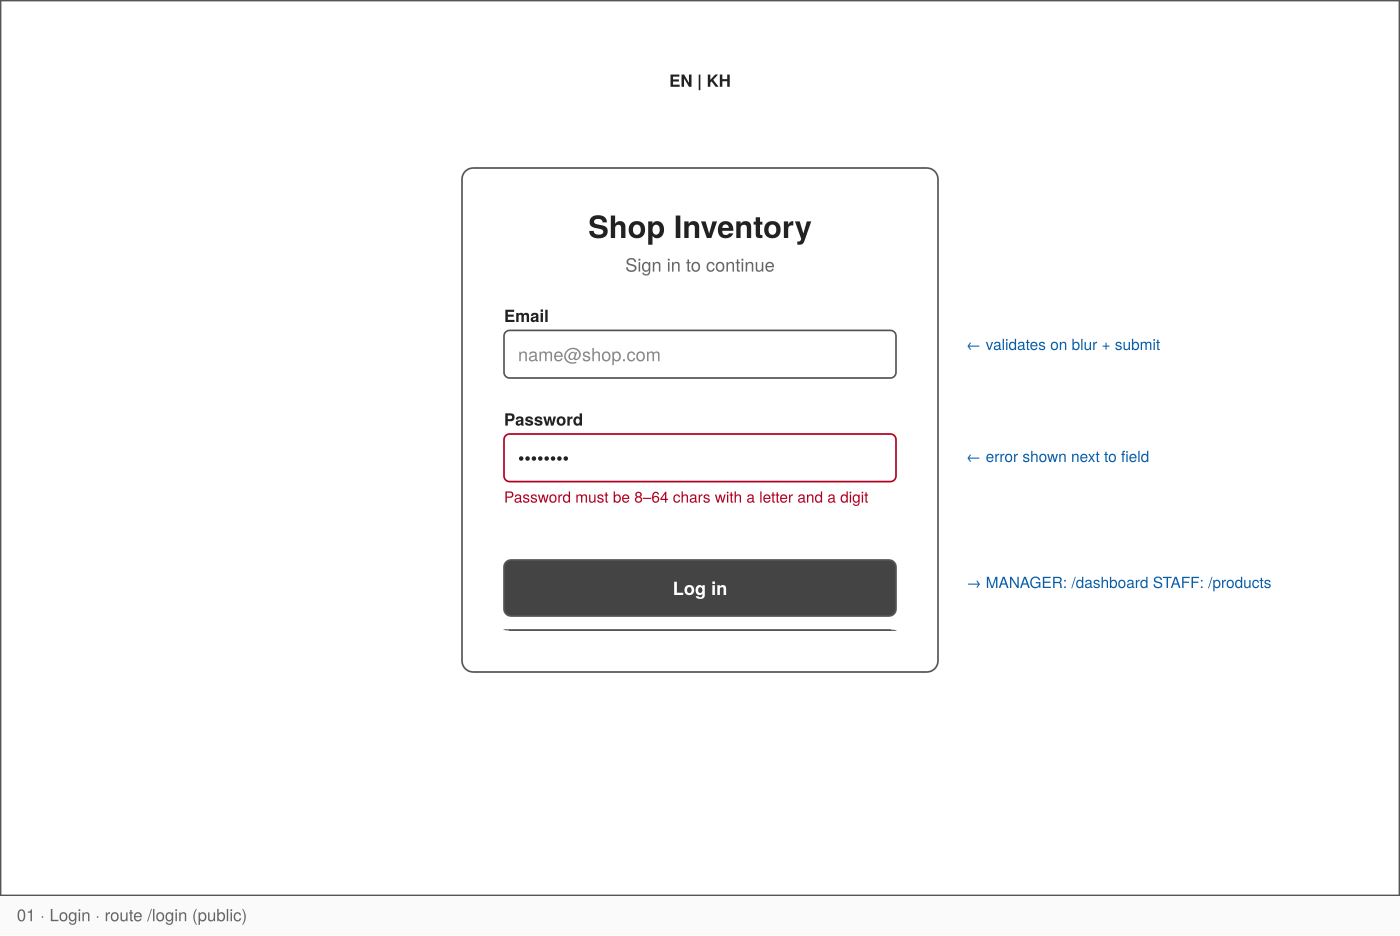 EN | KH
Shop Inventory
Sign in to continue
Email
name@shop.com
← validates on blur + submit
Password
••••••••
← error shown next to field
Password must be 8–64 chars with a letter and a digit
Log in
→ MANAGER: /dashboard STAFF: /products
01 · Login · route /login (public)